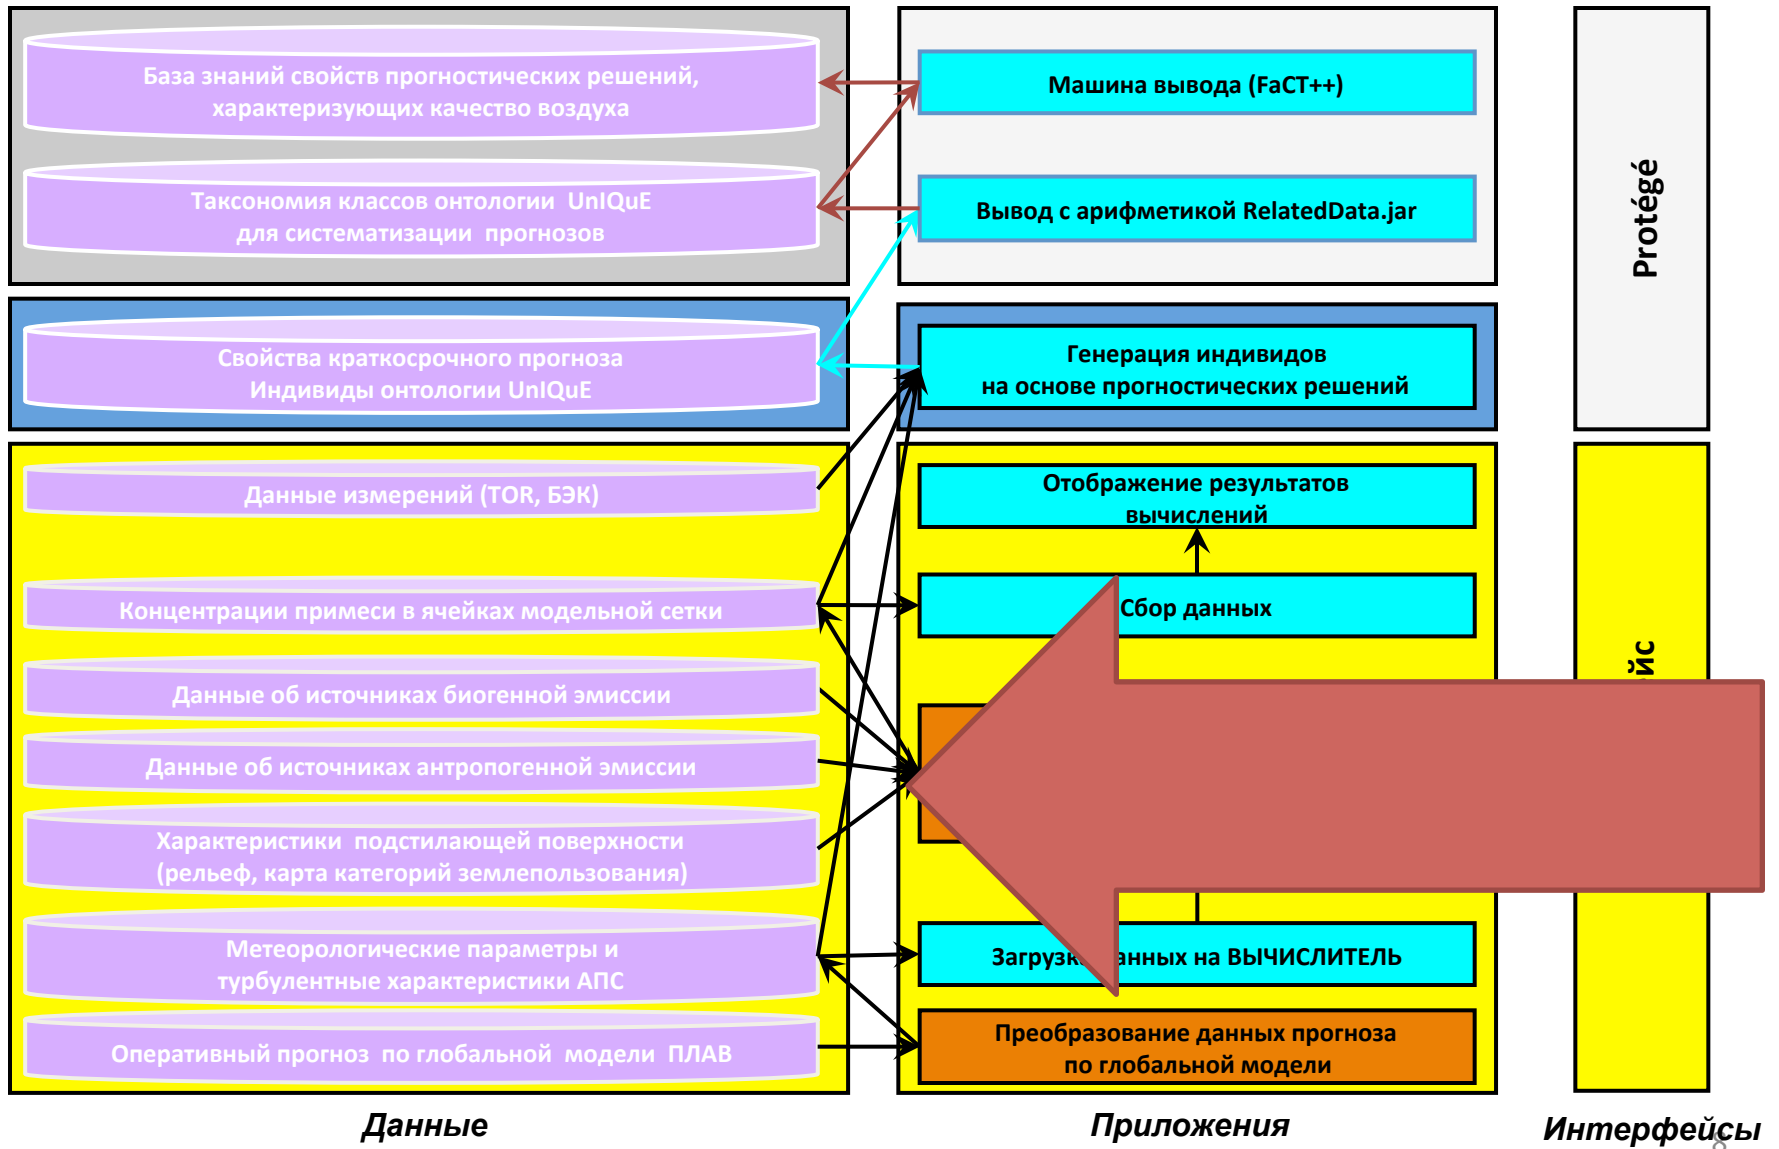 База знаний свойств прогностических решений,
характеризующих качество воздуха
Таксономия классов онтологии UnIQuE
для систематизации прогнозов
Свойства краткосрочного прогноза
Индивиды онтологии UnIQuE
Данные измерений (TOR, БЭК)
Концентрации примеси в ячейках модельной сетки
Данные об источниках биогенной эмиссии
Данные об источниках антропогенной эмиссии
Характеристики подстилающей поверхности
(рельеф, карта категорий землепользования)
Метеорологические параметры и
турбулентные характеристики АПС
Оперативный прогноз по глобальной модели ПЛАВ
Данные
Машина вывода (FaCT++)
Вывод с арифметикой RelatedData.jar
Генерация индивидов
на основе прогностических решений
Отображение результатов
вычислений
Сбор данных
на ВЫЧИСЛИТЕЛЬ
Преобразование данных прогноза
по глобальной модели
Приложения
Protégé
Интерфейсы
8